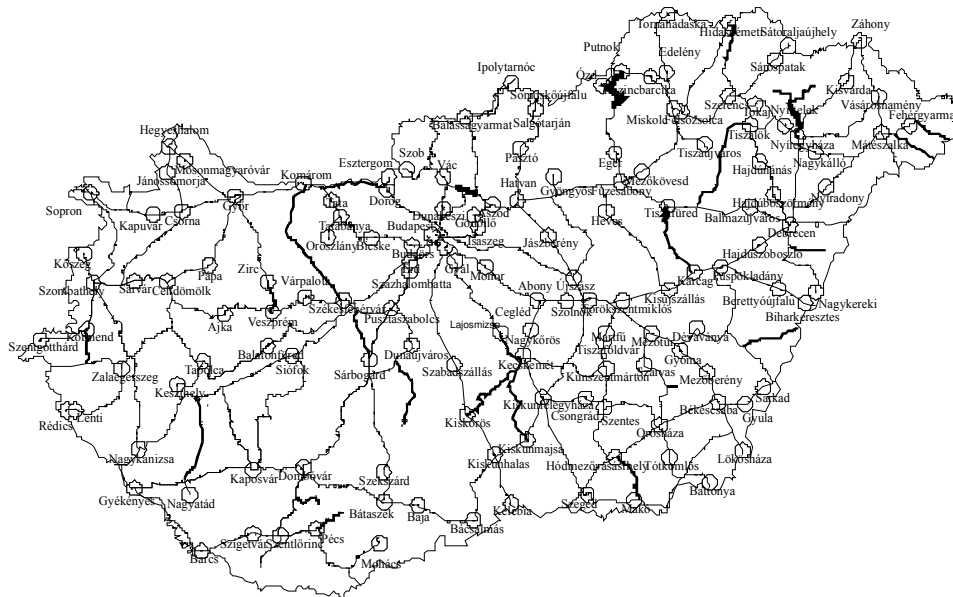 Tornanádaska
Hidasnémeti
Sátoraljaújhely
Záhony
Putnok
Edelény
Sárospatak
Ipolytarnóc
Ózd
Kazincbarcika
Kisvárda
Somoskőújfalu
Szerencs
Tokaj
Nyírtelek
Vásárosnamény
Fehérgyarmat
Balassagyarmat
Salgótarján
Miskolc
Felsőzsolca
Tiszalök
Nyíregyháza
Mátészalka
Hegyeshalom
Szob
Pásztó
Eger
Tiszaújváros
Nagykálló
Mosonmagyaróvár
Esztergom
Vác
Hajdúnánás
Jánossomorja
Komárom
Dorog
Hatvan
Gyöngyös
Füzesabony
Mezőkövesd
Nyíradony
Sopron
Győr
Tata
Dunakeszi
Aszód
Gödöllő
Heves
Tiszafüred
Hajdúböszörmény
Kapuvár
Csorna
Tatabánya
Budapest
Balmazújváros
Debrecen
Oroszlány
Bicske
Isaszeg
Jászberény
Kőszeg
Budaörs
Hajdúszoboszló
Pápa
Zirc
Érd
Gyál
Monor
Karcag
Püspökladány
Szombathely
Sárvár
Celldömölk
Várpalota
Százhalombatta
Abony
Újszász
Kisújszállás
Berettyóújfalu
Nagykereki
Székesfehérvár
Cegléd
Szolnok
Törökszentmiklós
Biharkeresztes
Ajka
Veszprém
Pusztaszabolcs
Lajosmizse
Körmend
Nagykőrös
Martfű
Mezőtúr
Dévaványa
Szentgotthárd
Balatonfüred
Dunaújváros
Tiszaföldvár
Gyoma
Zalaegerszeg
Tapolca
Siófok
Sárbogárd
Szabadszállás
Kecskemét
Kunszentmárton
Szarvas
Mezőberény
Keszthely
Sarkad
Rédics
Lenti
Kiskőrös
Kiskunfélegyháza
Csongrád
Szentes
Békéscsaba
Gyula
Orosháza
Nagykanizsa
Kiskunmajsa
Kiskunhalas
Hódmezővásárhely
Tótkomlós
Lőkösháza
Kaposvár
Dombóvár
Szekszárd
Battonya
Gyékényes
Nagyatád
Bátaszék
Baja
Kelebia
Szeged
Makó
Bácsalmás
Szigetvár
Szentlőrinc
Pécs
Barcs
Mohács